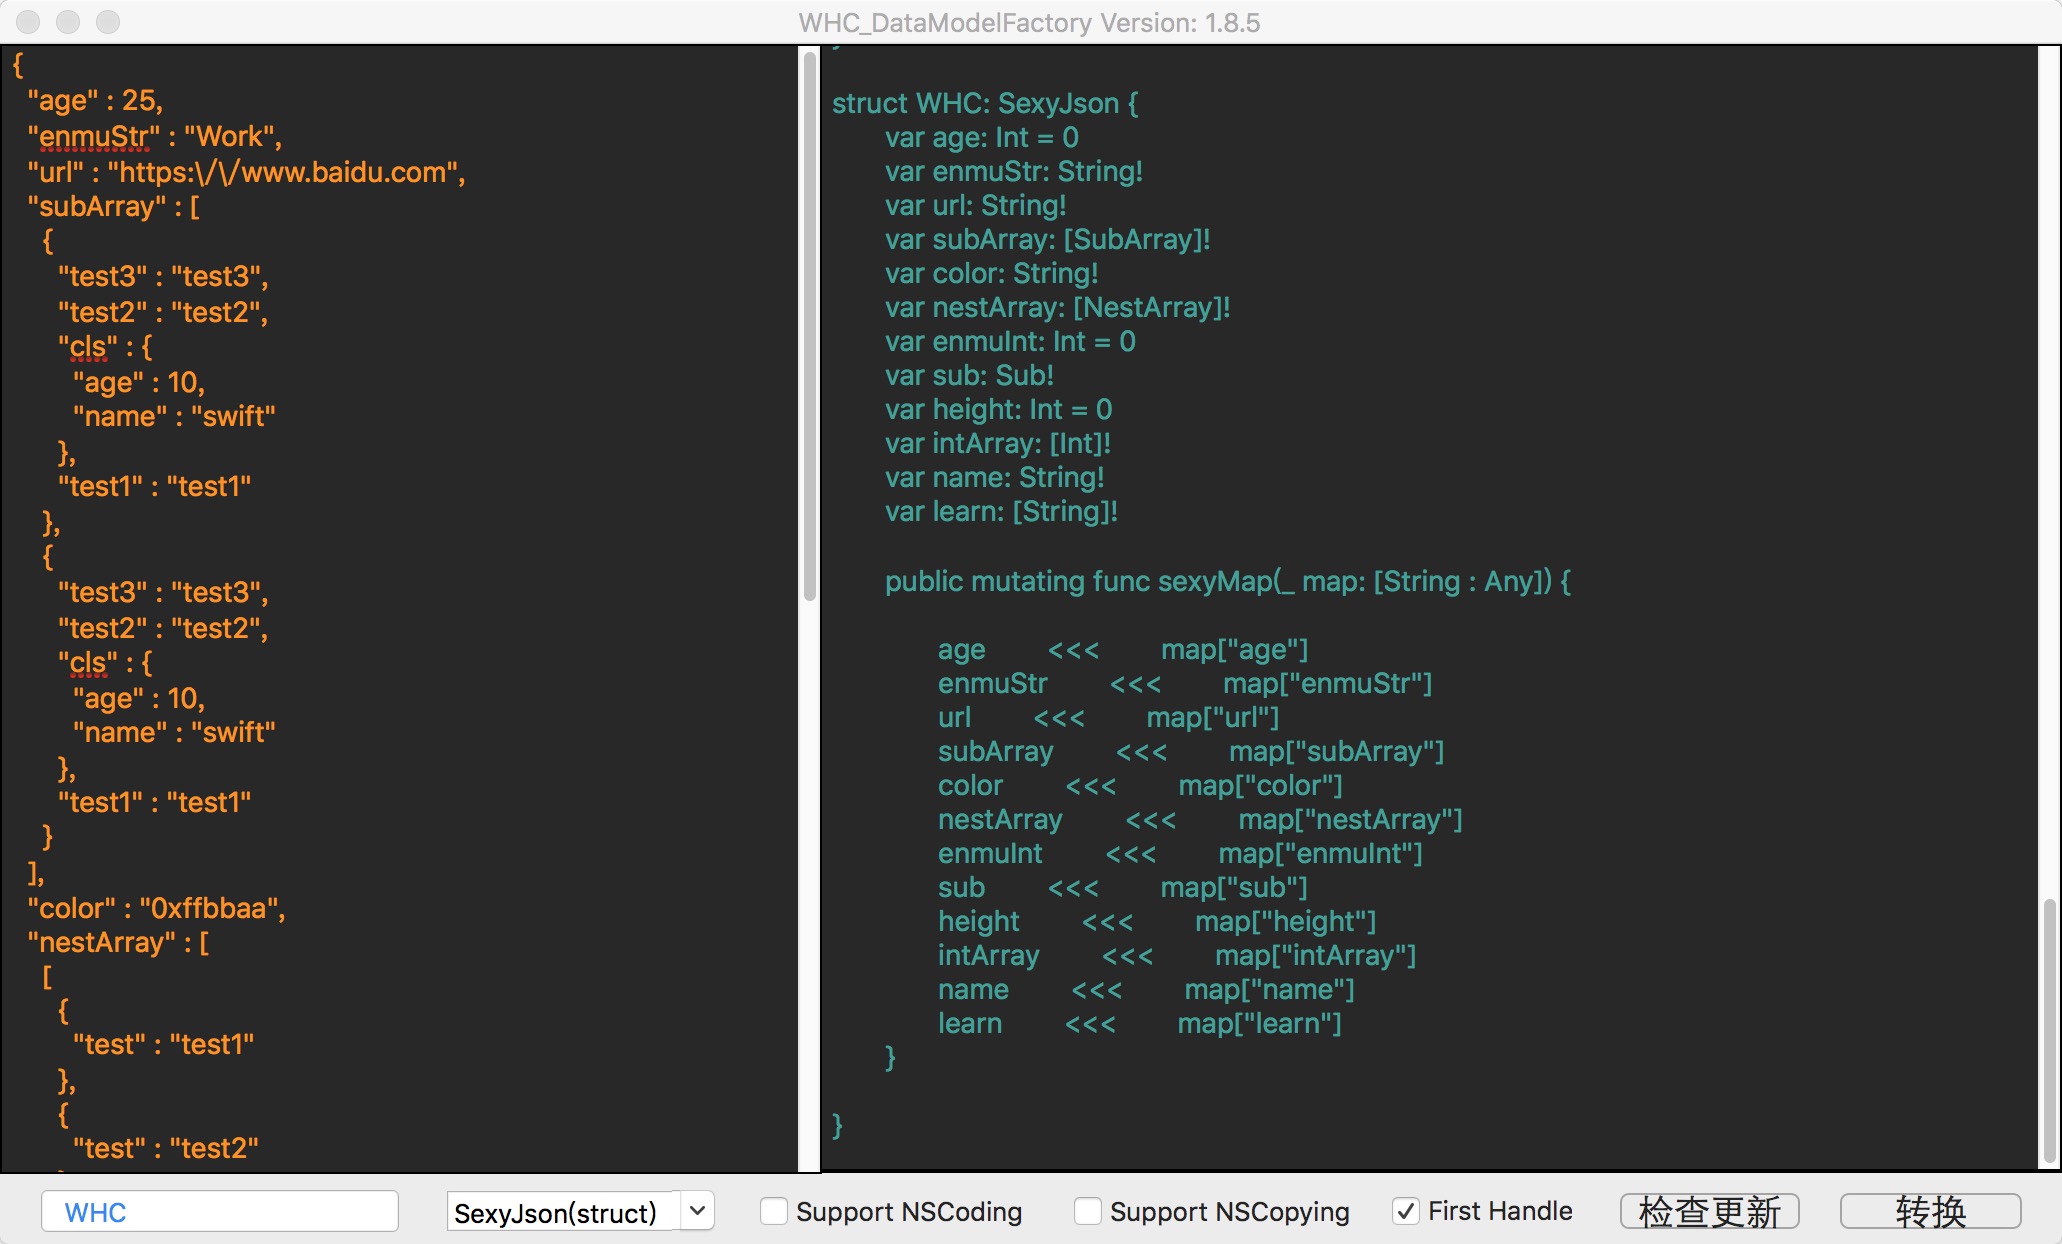 WHC_DataModelFactory Version: 1.8.5
{
"age" : 25,
"enmuStr" : "Work",
"url" : "https:\/\/www.baidu.com",
"subArray" : [
{
"test3" : "test3",
"test2" : "test2",
"cls" : {
"age" : 10,
"name" : "swift"
},
"test1" : "test1"
},
{
"test3" : "test3",
"test2" : "test2",
"cls" : {
"age" : 10,
"name" : "swift"
},
"test1" : "test1"
}
],
"color" : "0xffbbaa",
"nestArray" : [
[
{
"test" : "test1"
},
{
"test" : "test2"
struct WHC: SexyJson {
var age: Int = 0
var enmuStr: String!
var url: String!
var subArray: [SubArray]!
var color: String!
var nestArray: [NestArray]!
var enmuInt: Int = 0
var sub: Sub!
var height: Int = 0
var intArray: [Int]!
var name: String!
var learn: [String]!
public mutating func sexyMap(_ map: [String : Any]) {
age <<< map["age"]
enmuStr <<< map["enmuStr"]
url <<< map["url"]
subArray <<< map["subArray"]
color <<< map["color"]
nestArray <<< map["nestArray"]
enmuInt <<< map["enmuInt"]
sub <<< map["sub"]
height <<< map["height"]
intArray <<< map["intArray"]
name <<< map["name"]
learn <<< map["learn"]
}
}
WHC
SexyJson(struct)
Support NSCoding
Support NSCopying
First Handle
检查更新
转换